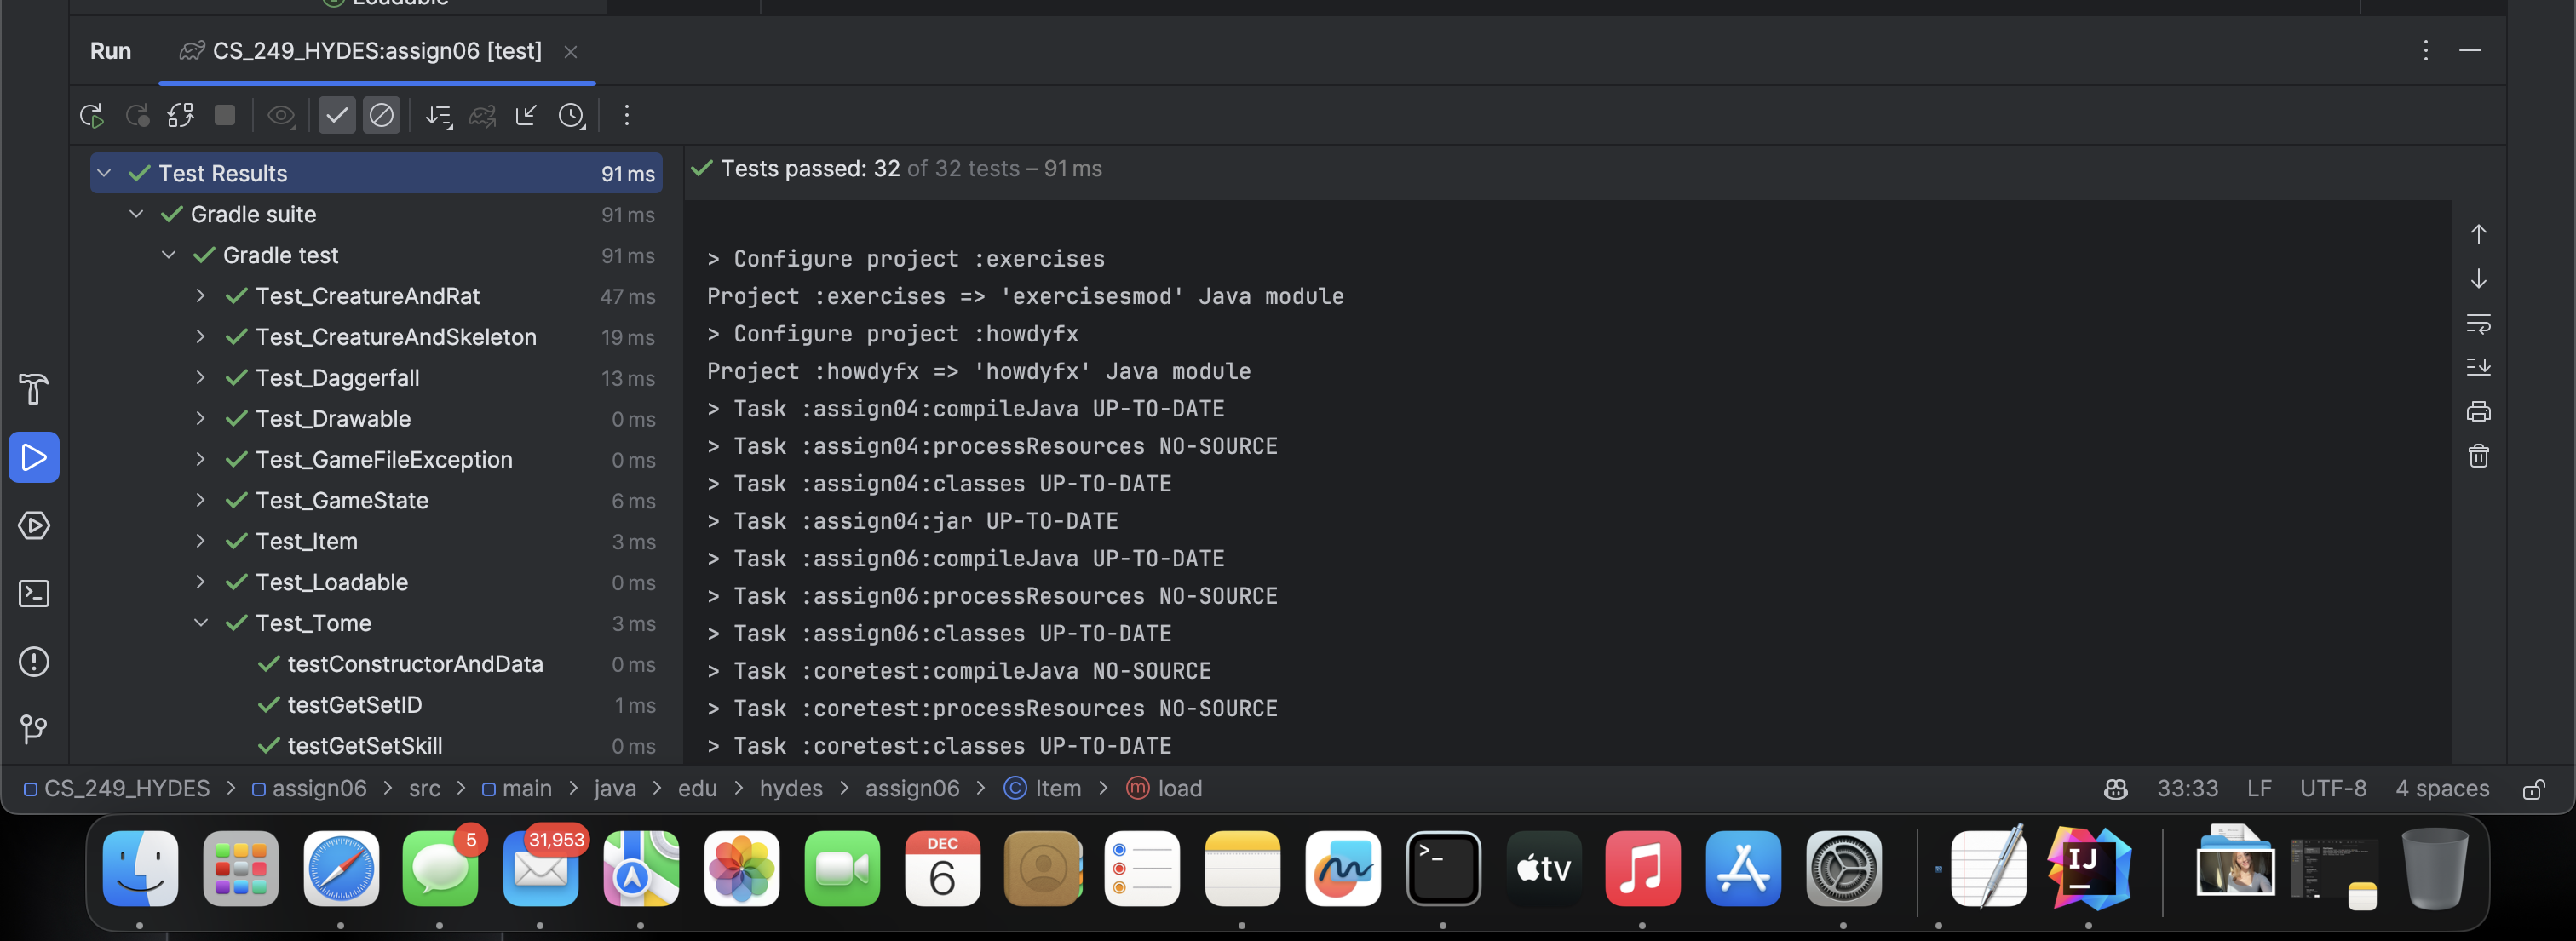 Loadable
Run CS_249_HYDES:assign06 [test]
Test Results 91 ms
Gradle suite 91 ms
Gradle test 91 ms
Test_CreatureAndRat 47 ms
Test_CreatureAndSkeleton 19 ms
Test_Daggerfall 13 ms
Test_Drawable 0 ms
Test_GameFileException 0 ms
Test_GameState 6 ms
Test_Item 3 ms
Test_Loadable 0 ms
Test_Tome 3 ms
testConstructorAndData 0 ms
testGetSetID 1 ms
testGetSetSkill 0 ms
Tests passed: 32 of 32 tests – 91 ms
> Configure project :exercises
Project :exercises => 'exercisesmod' Java module
> Configure project :howdyfx
Project :howdyfx => 'howdyfx' Java module
> Task :assign04:compileJava UP-TO-DATE
> Task :assign04:processResources NO-SOURCE
> Task :assign04:classes UP-TO-DATE
> Task :assign04:jar UP-TO-DATE
> Task :assign06:compileJava UP-TO-DATE
> Task :assign06:processResources NO-SOURCE
> Task :assign06:classes UP-TO-DATE
> Task :coretest:compileJava NO-SOURCE
> Task :coretest:processResources NO-SOURCE
> Task :coretest:classes UP-TO-DATE
CS_249_HYDES > assign06 > src > main > java > edu > hydes > assign06 > Item > load 33:33 LF UTF-8 4 spaces
5
31,953
DEC
6
tv
IJ